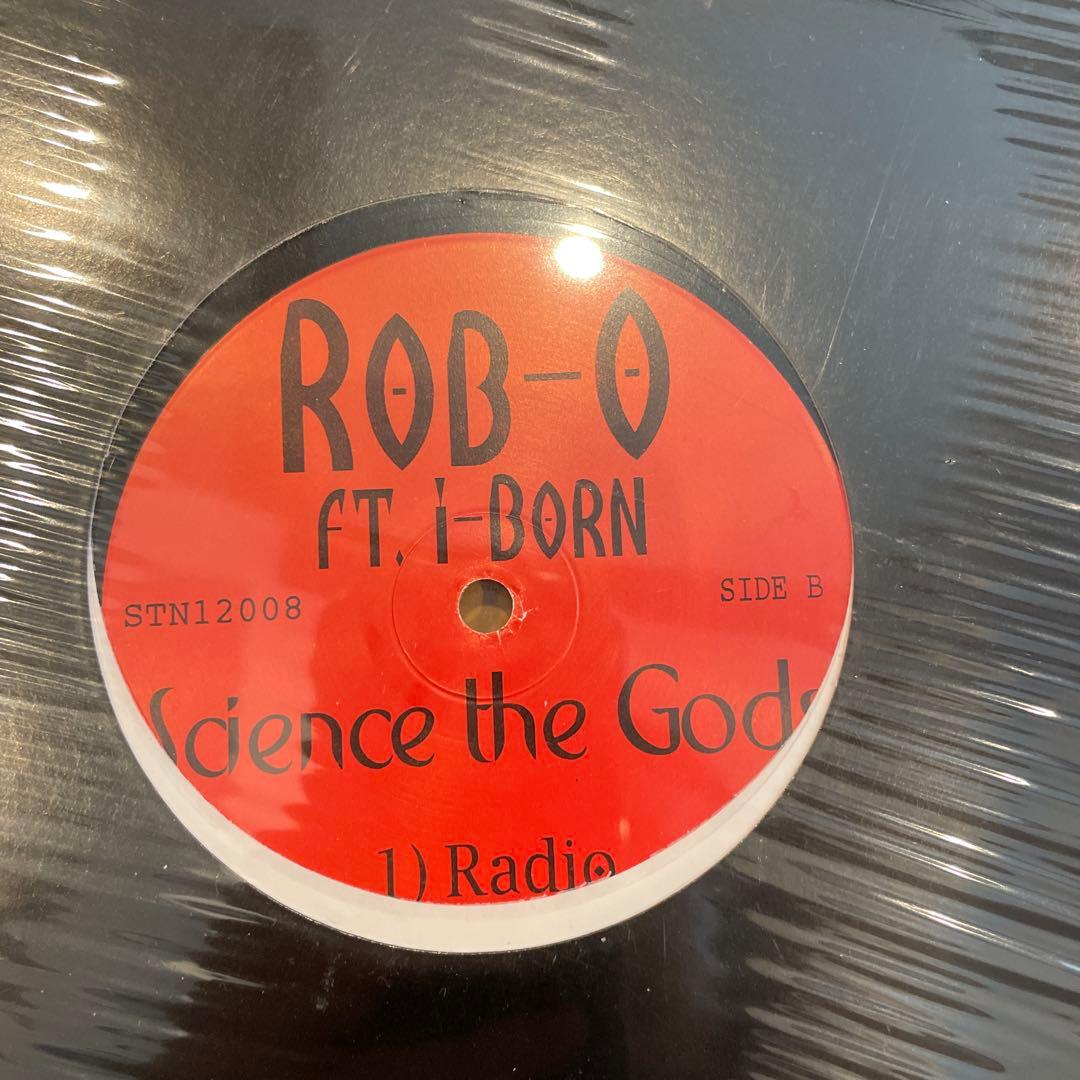 ROB-O
FT. i-BORN
STN12008
SIDE B
Science the Gods
1) Radio